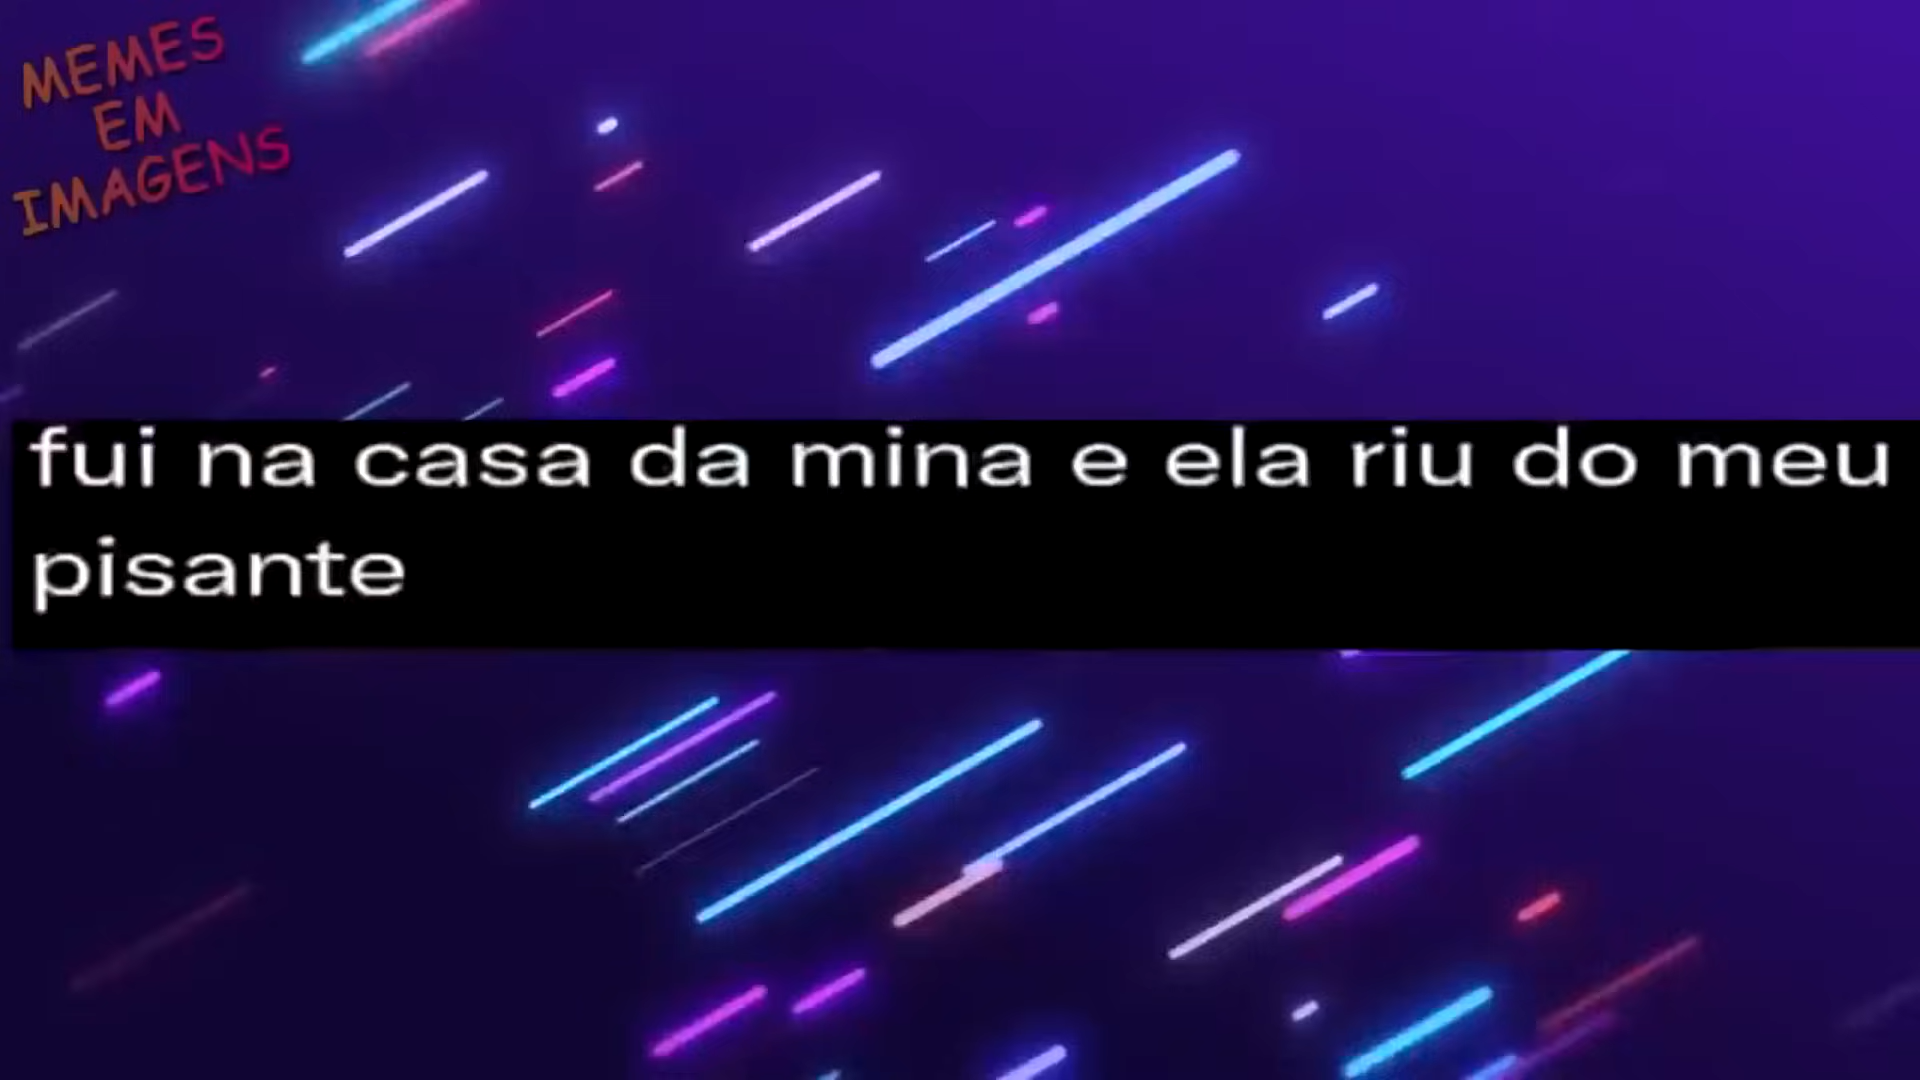 MEMES
EM
IMAGENS
fui na casa da mina e ela riu do meu
pisante